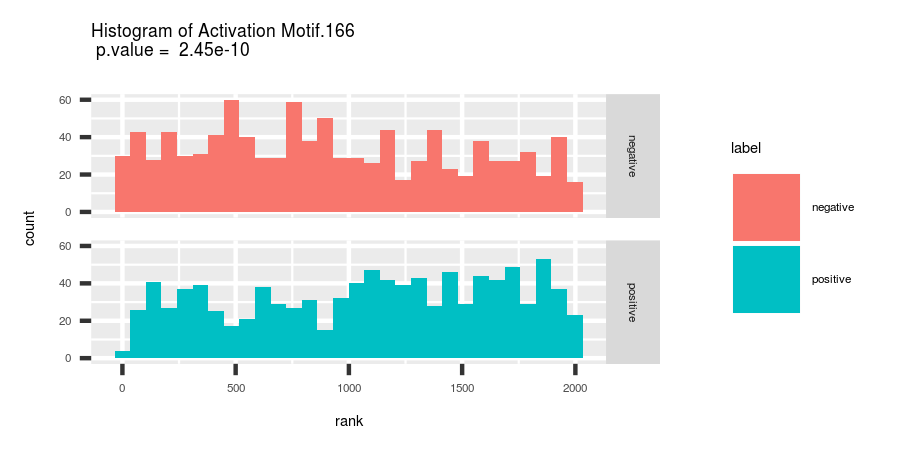 Histogram of Activation Motif.166
p.value =  2.45e-10
count
60
40
20
0
negative
60
40
20
0
positive
0 500 1000 1500 2000
rank
label
negative
positive